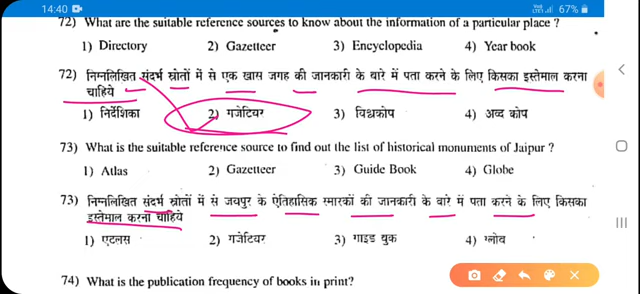 14:40 67%
72) What are the suitable reference sources to know about the information of a particular place ?
1) Directory 2) Gazetteer 3) Encyclopedia 4) Year book
72) निम्नलिखित संदर्भ स्रोतों में से एक खास जगह की जानकारी के बारे में पता करने के लिए किसका इस्तेमाल करना
चाहिये
1) निर्देशिका 2) गजेटियर 3) विश्वकोप 4) अव्द कोप
73) What is the suitable reference source to find out the list of historical monuments of Jaipur ?
1) Atlas 2) Gazetteer 3) Guide Book 4) Globe
73) निम्नलिखित संदर्भ स्रोतों में से जयपुर के ऐतिहासिक स्मारकों की जानकारी के बारे में पता करने के लिए किसका
इस्तेमाल करना चाहिये
1) एटलस 2) गजेटियर 3) गाइड बुक 4) ग्लोव
74) What is the publication frequency of books in print?